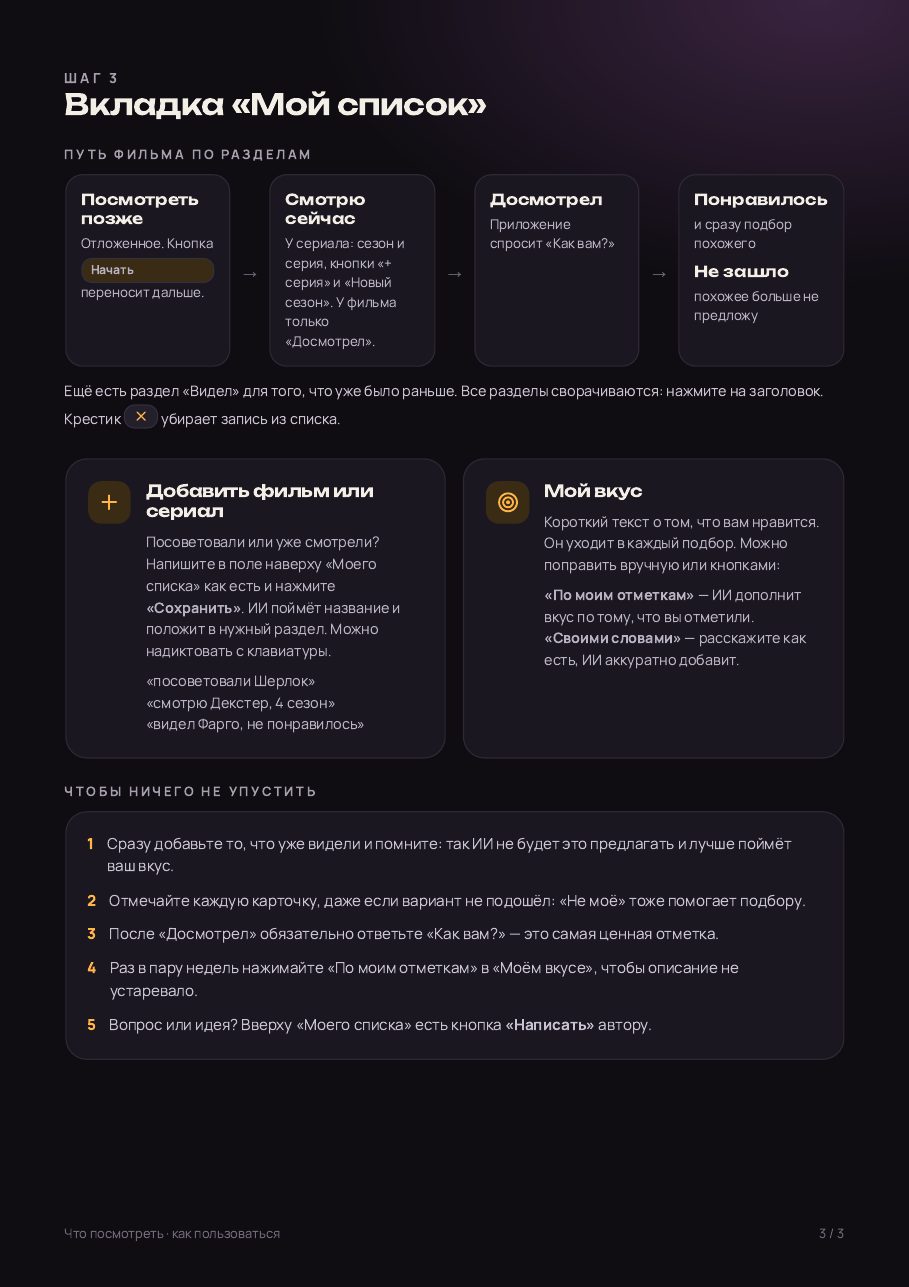 ШАГ 3
Вкладка «Мой список»
ПУТЬ ФИЛЬМА ПО РАЗДЕЛАМ
Посмотреть
позже
Отложенное. Кнопка
Начать
переносит дальше.
→
Смотрю
сейчас
У сериала: сезон и
серия, кнопки «+
серия» и «Новый
сезон». У фильма
только
«Досмотрел».
→
Досмотрел
Приложение
спросит «Как вам?»
→
Понравилось
и сразу подбор
похожего
Не зашло
похожее больше не
предложу
Ещё есть раздел «Видел» для того, что уже было раньше. Все разделы сворачиваются: нажмите на заголовок.
Крестик × убирает запись из списка.
Добавить фильм или
сериал
Посоветовали или уже смотрели?
Напишите в поле наверху «Моего
списка» как есть и нажмите
«Сохранить». ИИ поймёт название и
положит в нужный раздел. Можно
надиктовать с клавиатуры.
«посоветовали Шерлок»
«смотрю Декстер, 4 сезон»
«видел Фарго, не понравилось»
Мой вкус
Короткий текст о том, что вам нравится.
Он уходит в каждый подбор. Можно
поправить вручную или кнопками:
«По моим отметкам» — ИИ дополнит
вкус по тому, что вы отметили.
«Своими словами» — расскажите как
есть, ИИ аккуратно добавит.
ЧТОБЫ НИЧЕГО НЕ УПУСТИТЬ
1 Сразу добавьте то, что уже видели и помните: так ИИ не будет это предлагать и лучше поймёт
ваш вкус.
2 Отмечайте каждую карточку, даже если вариант не подошёл: «Не моё» тоже помогает подбору.
3 После «Досмотрел» обязательно ответьте «Как вам?» — это самая ценная отметка.
4 Раз в пару недель нажимайте «По моим отметкам» в «Моём вкусе», чтобы описание не
устаревало.
5 Вопрос или идея? Вверху «Моего списка» есть кнопка «Написать» автору.
Что посмотреть · как пользоваться
3 / 3